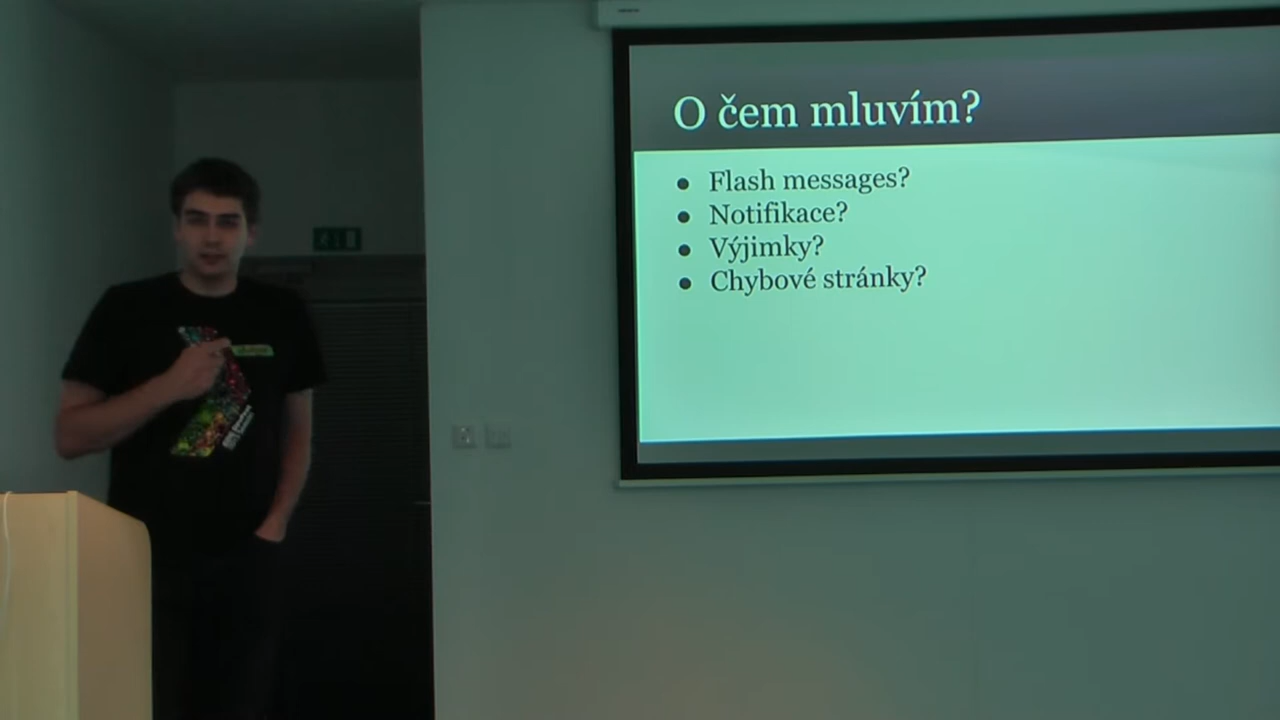 O čem mluvím?
Flash messages?
Notifikace?
Výjimky?
Chybové stránky?